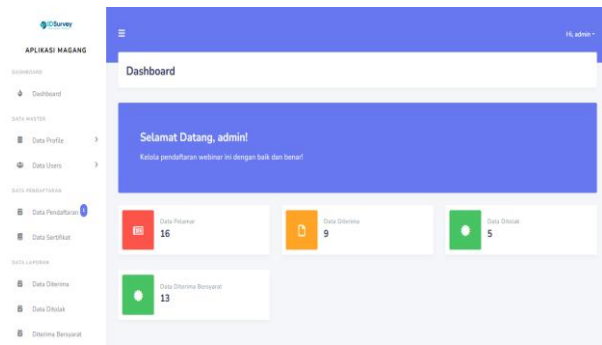 IDSurvey
APLIKASI MAGANG
DASHBOARD
Dashboard
DATA MASTER
Data Profile
Data Users
DATA PENDAFTARAN
Data Pendaftaran 1
Data Sertifikat
DATA LAPORAN
Data Diterima
Data Ditolak
Diterima Bersyarat
Hi, admin
Dashboard
Selamat Datang, admin!
Kelola pendaftaran webinar ini dengan baik dan benar!
Data Pelamar
16
Data Diterima
9
Data Ditolak
5
Data Diterima Bersyarat
13